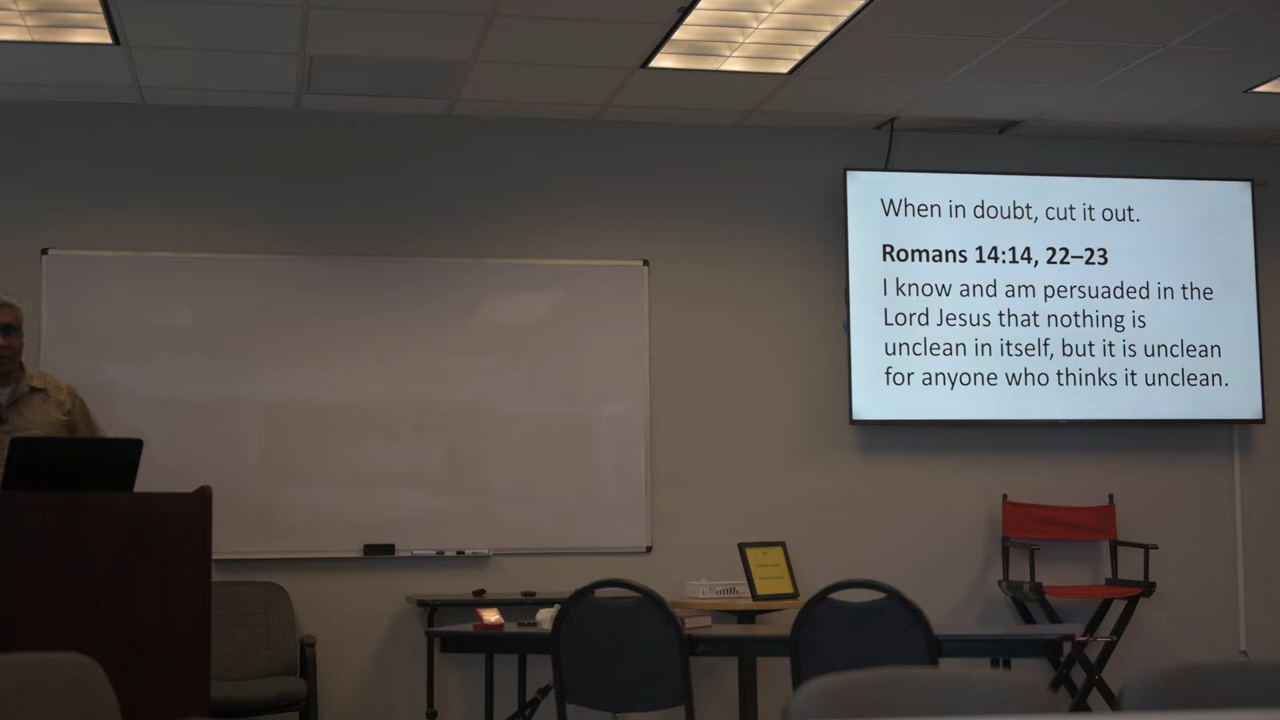 When in doubt, cut it out.
Romans 14:14, 22–23
I know and am persuaded in the
Lord Jesus that nothing is
unclean in itself, but it is unclean
for anyone who thinks it unclean.